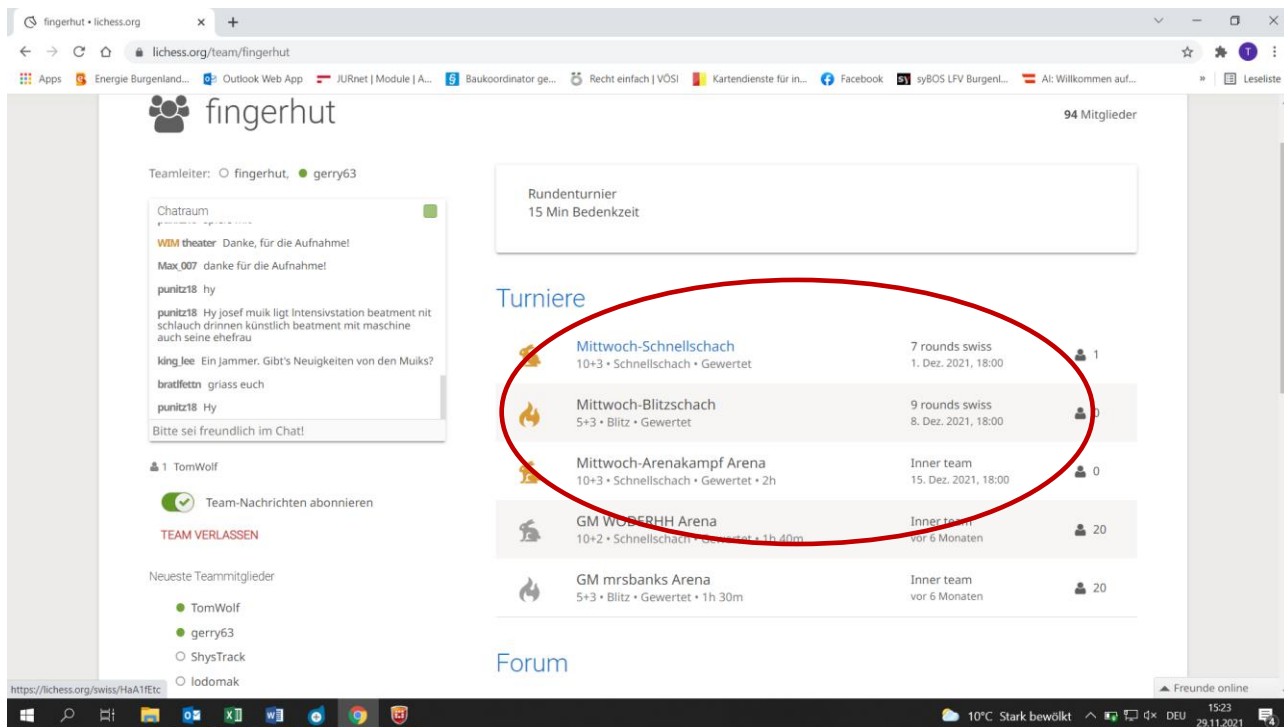 fingerhut • lichess.org
lichess.org/team/fingerhut
Apps Energie Burgenland... Outlook Web App JURnet | Module | A... Baukoordinator ge... Recht einfach | VÖSI Kartendienste für in... Facebook syBOS LFV Burgenl... AI: Willkommen auf... » Leseliste
fingerhut
94 Mitglieder
Teamleiter: fingerhut, gerry63
Chatraum
WIM theater Danke, für die Aufnahme!
Max_007 danke für die Aufnahme!
punitz18 hy
punitz18 Hy josef muik ligt Intensivstation beatment nit
schlauch drinnen künstlich beatment mit maschine
auch seine ehefrau
king_lee Ein Jammer. Gibt's Neuigkeiten von den Muiks?
bratlfettn griass euch
punitz18 Hy
Bitte sei freundlich im Chat!
1 TomWolf
Team-Nachrichten abonnieren
TEAM VERLASSEN
Neueste Teammitglieder
TomWolf
gerry63
ShysTrack
lodomak
Rundenturnier
15 Min Bedenkzeit
Turniere
Mittwoch-Schnellschach 7 rounds swiss 1
10+3 • Schnellschach • Gewertet 1. Dez. 2021, 18:00
Mittwoch-Blitzschach 9 rounds swiss 0
5+3 • Blitz • Gewertet 8. Dez. 2021, 18:00
Mittwoch-Arenakampf Arena Inner team 0
10+3 • Schnellschach • Gewertet • 2h 15. Dez. 2021, 18:00
GM WODERHH Arena Inner team 20
10+2 • Schnellschach • Gewertet • 1h 40m vor 6 Monaten
GM mrsbanks Arena Inner team 20
5+3 • Blitz • Gewertet • 1h 30m vor 6 Monaten
Forum
https://lichess.org/swiss/HaA1fEtc
Freunde online
10°C Stark bewölkt DEU 15:23
29.11.2021